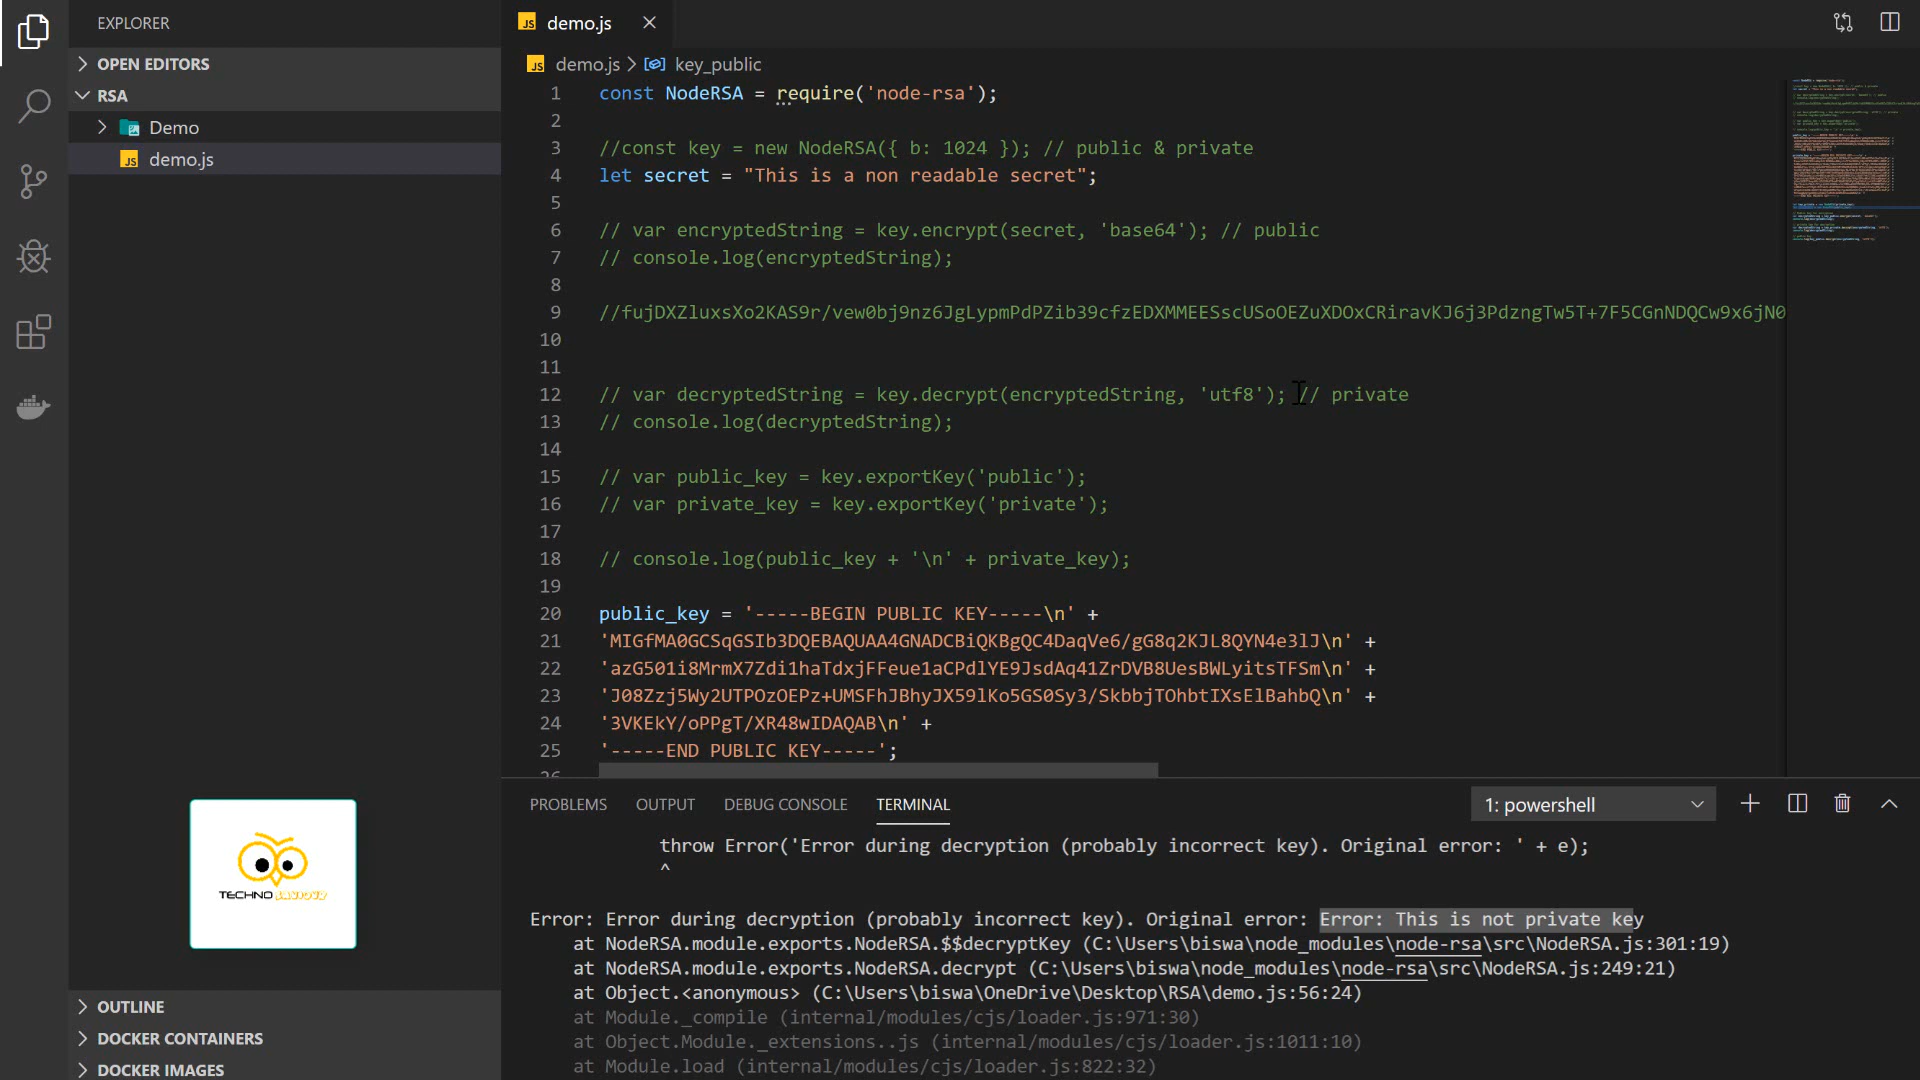 EXPLORER
OPEN EDITORS
RSA
Demo
demo.js
TECHNO
OUTLINE
DOCKER CONTAINERS
DOCKER IMAGES
demo.js
demo.js > key_public
1 const NodeRSA = require('node-rsa');
2
3 //const key = new NodeRSA({ b: 1024 }); // public & private
4 let secret = "This is a non readable secret";
5
6 // var encryptedString = key.encrypt(secret, 'base64'); // public
7 // console.log(encryptedString);
8
9 //fujDXZluxsXo2KAS9r/vew0bj9nz6JgLypmPdPZib39cfzEDXMMEESscUSoOEZuXDOxCRiravKJ6j3PdzngTw5T+7F5CGnNDQCw9x6jN0
10
11
12 // var decryptedString = key.decrypt(encryptedString, 'utf8'); // private
13 // console.log(decryptedString);
14
15 // var public_key = key.exportKey('public');
16 // var private_key = key.exportKey('private');
17
18 // console.log(public_key + '\n' + private_key);
19
20 public_key = '-----BEGIN PUBLIC KEY-----\n' +
21 'MIGfMA0GCSqGSIb3DQEBAQUAA4GNADCBiQKBgQC4DaqVe6/gG8q2KJL8QYN4e3lJ\n' +
22 'azG501i8MrmX7Zdi1haTdxjFFeue1aCPdlYE9JsdAq41ZrDVB8UesBWLyitsTFSm\n' +
23 'J08Zzj5Wy2UTPOzOEPz+UMSFhJBhyJX59lKo5GS0Sy3/SkbbjTOhbtIXsElBahbQ\n' +
24 '3VKEkY/oPPgT/XR48wIDAQAB\n' +
25 '-----END PUBLIC KEY-----';
26
PROBLEMS OUTPUT DEBUG CONSOLE TERMINAL 1: powershell
throw Error('Error during decryption (probably incorrect key). Original error: ' + e);
^
Error: Error during decryption (probably incorrect key). Original error: Error: This is not private key
at NodeRSA.module.exports.NodeRSA.$$decryptKey (C:\Users\biswa\node_modules\node-rsa\src\NodeRSA.js:301:19)
at NodeRSA.module.exports.NodeRSA.decrypt (C:\Users\biswa\node_modules\node-rsa\src\NodeRSA.js:249:21)
at Object.<anonymous> (C:\Users\biswa\OneDrive\Desktop\RSA\demo.js:56:24)
at Module._compile (internal/modules/cjs/loader.js:971:30)
at Object.Module._extensions..js (internal/modules/cjs/loader.js:1011:10)
at Module.load (internal/modules/cjs/loader.js:822:32)